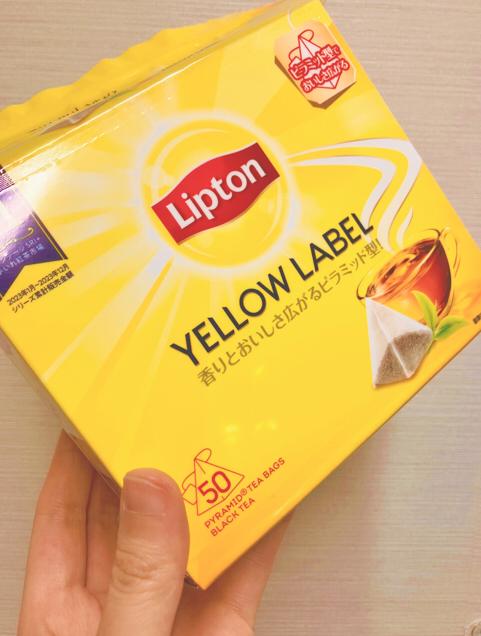 ピラミッド型で
おいしさ広がる
Lipton
2023年1月~2023年12月
シリーズ累計販売金額
YELLOW LABEL
香りとおいしさ広がるピラミッド型!
50
PYRAMID® TEA BAGS
BLACK TEA